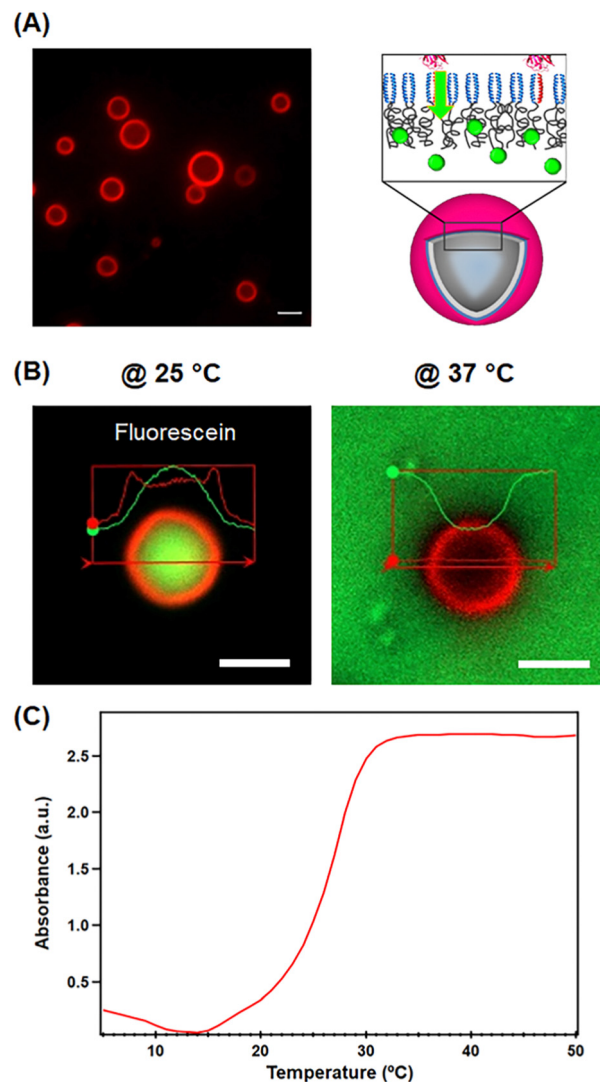 (A)
(B)
@ 25 °C
@ 37 °C
Fluorescein
(C)
2.5
2.0
1.5
1.0
0.5
Absorbance (a.u.)
10
20
30
40
50
Temperature (ºC)